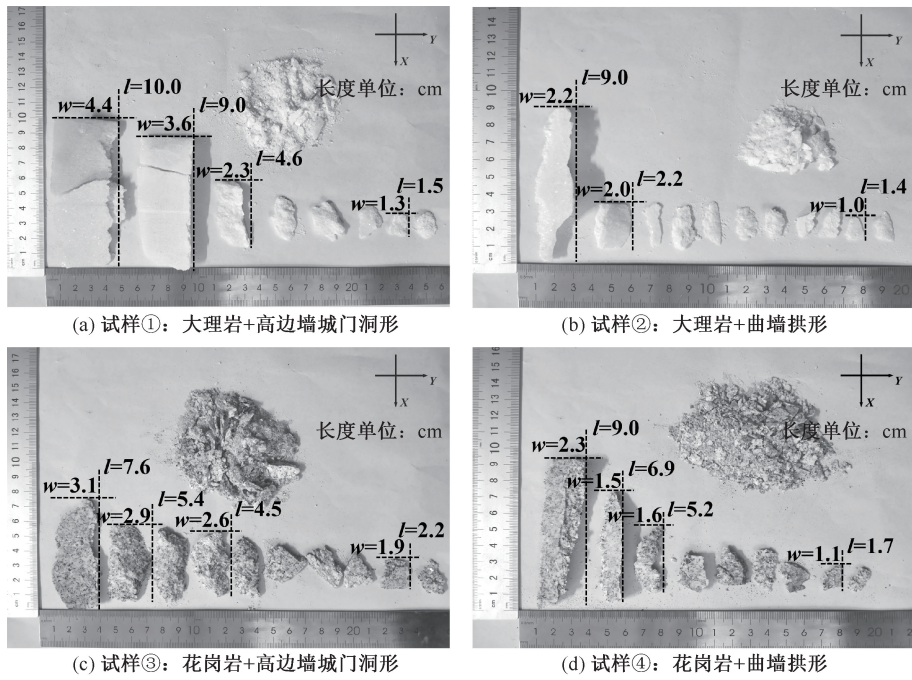 Y
X
长度单位：cm
l=10.0
w=4.4
l=9.0
w=3.6
l=4.6
w=2.3
l=1.5
w=1.3
(a) 试样①：大理岩+高边墙城门洞形
Y
X
长度单位：cm
l=9.0
w=2.2
l=2.2
w=2.0
l=1.4
w=1.0
(b) 试样②：大理岩+曲墙拱形
Y
X
长度单位：cm
l=7.6
w=3.1
l=5.4
w=2.9
l=4.5
w=2.6
l=2.2
w=1.9
(c) 试样③：花岗岩+高边墙城门洞形
Y
X
长度单位：cm
l=9.0
w=2.3
l=6.9
w=1.5
l=5.2
w=1.6
l=1.7
w=1.1
(d) 试样④：花岗岩+曲墙拱形